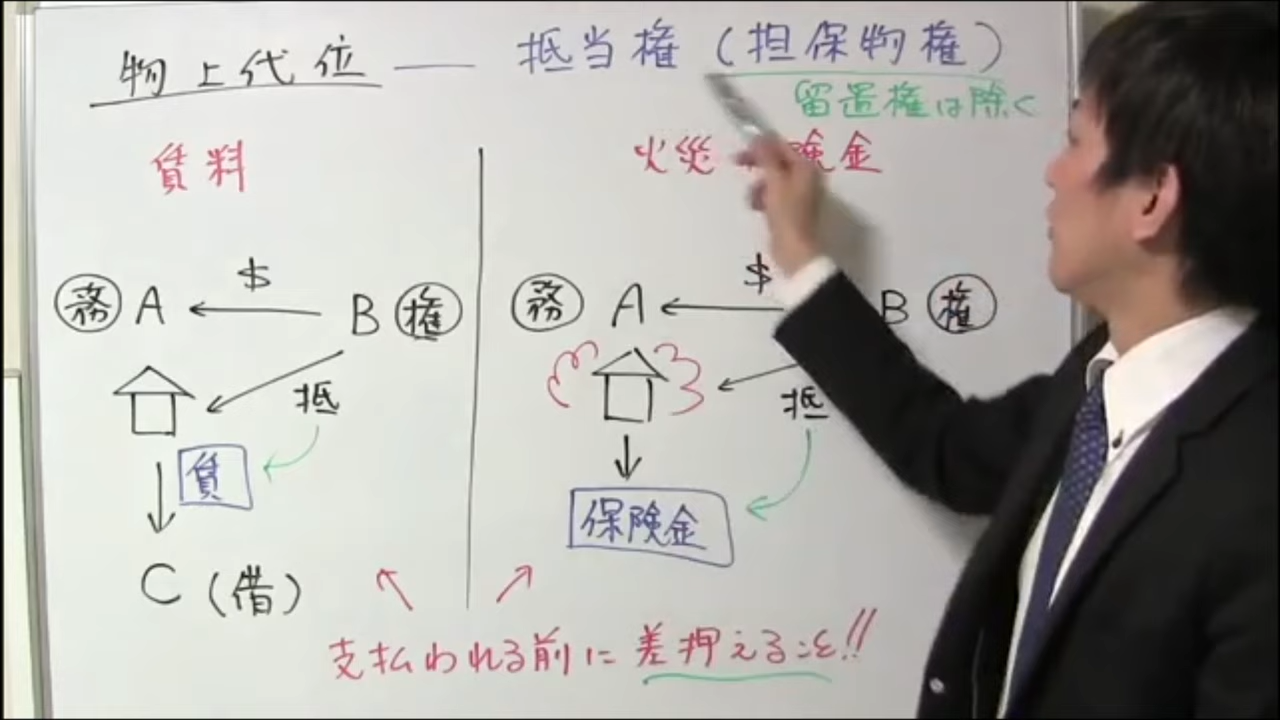 物上代位 — 抵当権(担保物権)
留置権は除く
賃料
火災 険金
務 A $ B 権
抵
賃
C(借)
務 A $ B 権
抵
保険金
支払われる前に差押えること!!